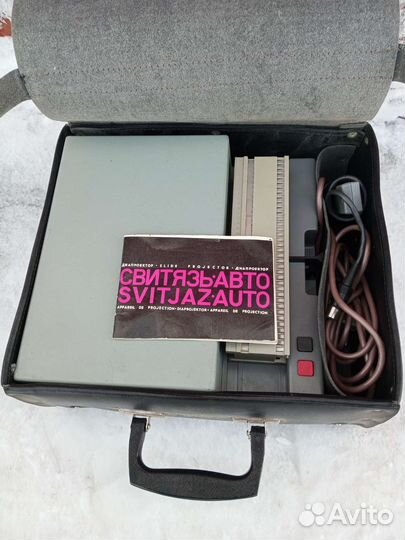 ДИАПРОЕКТОР · SLIDE PROJECTOR · ДИАПРОЕКТОР
СВИТЯЗЬ·АВТО
SVITJAZ·AUTO
APPAREIL DE PROJECTION·DIAPROJEKTOR·APPAREIL DE PROJECTION
Avito